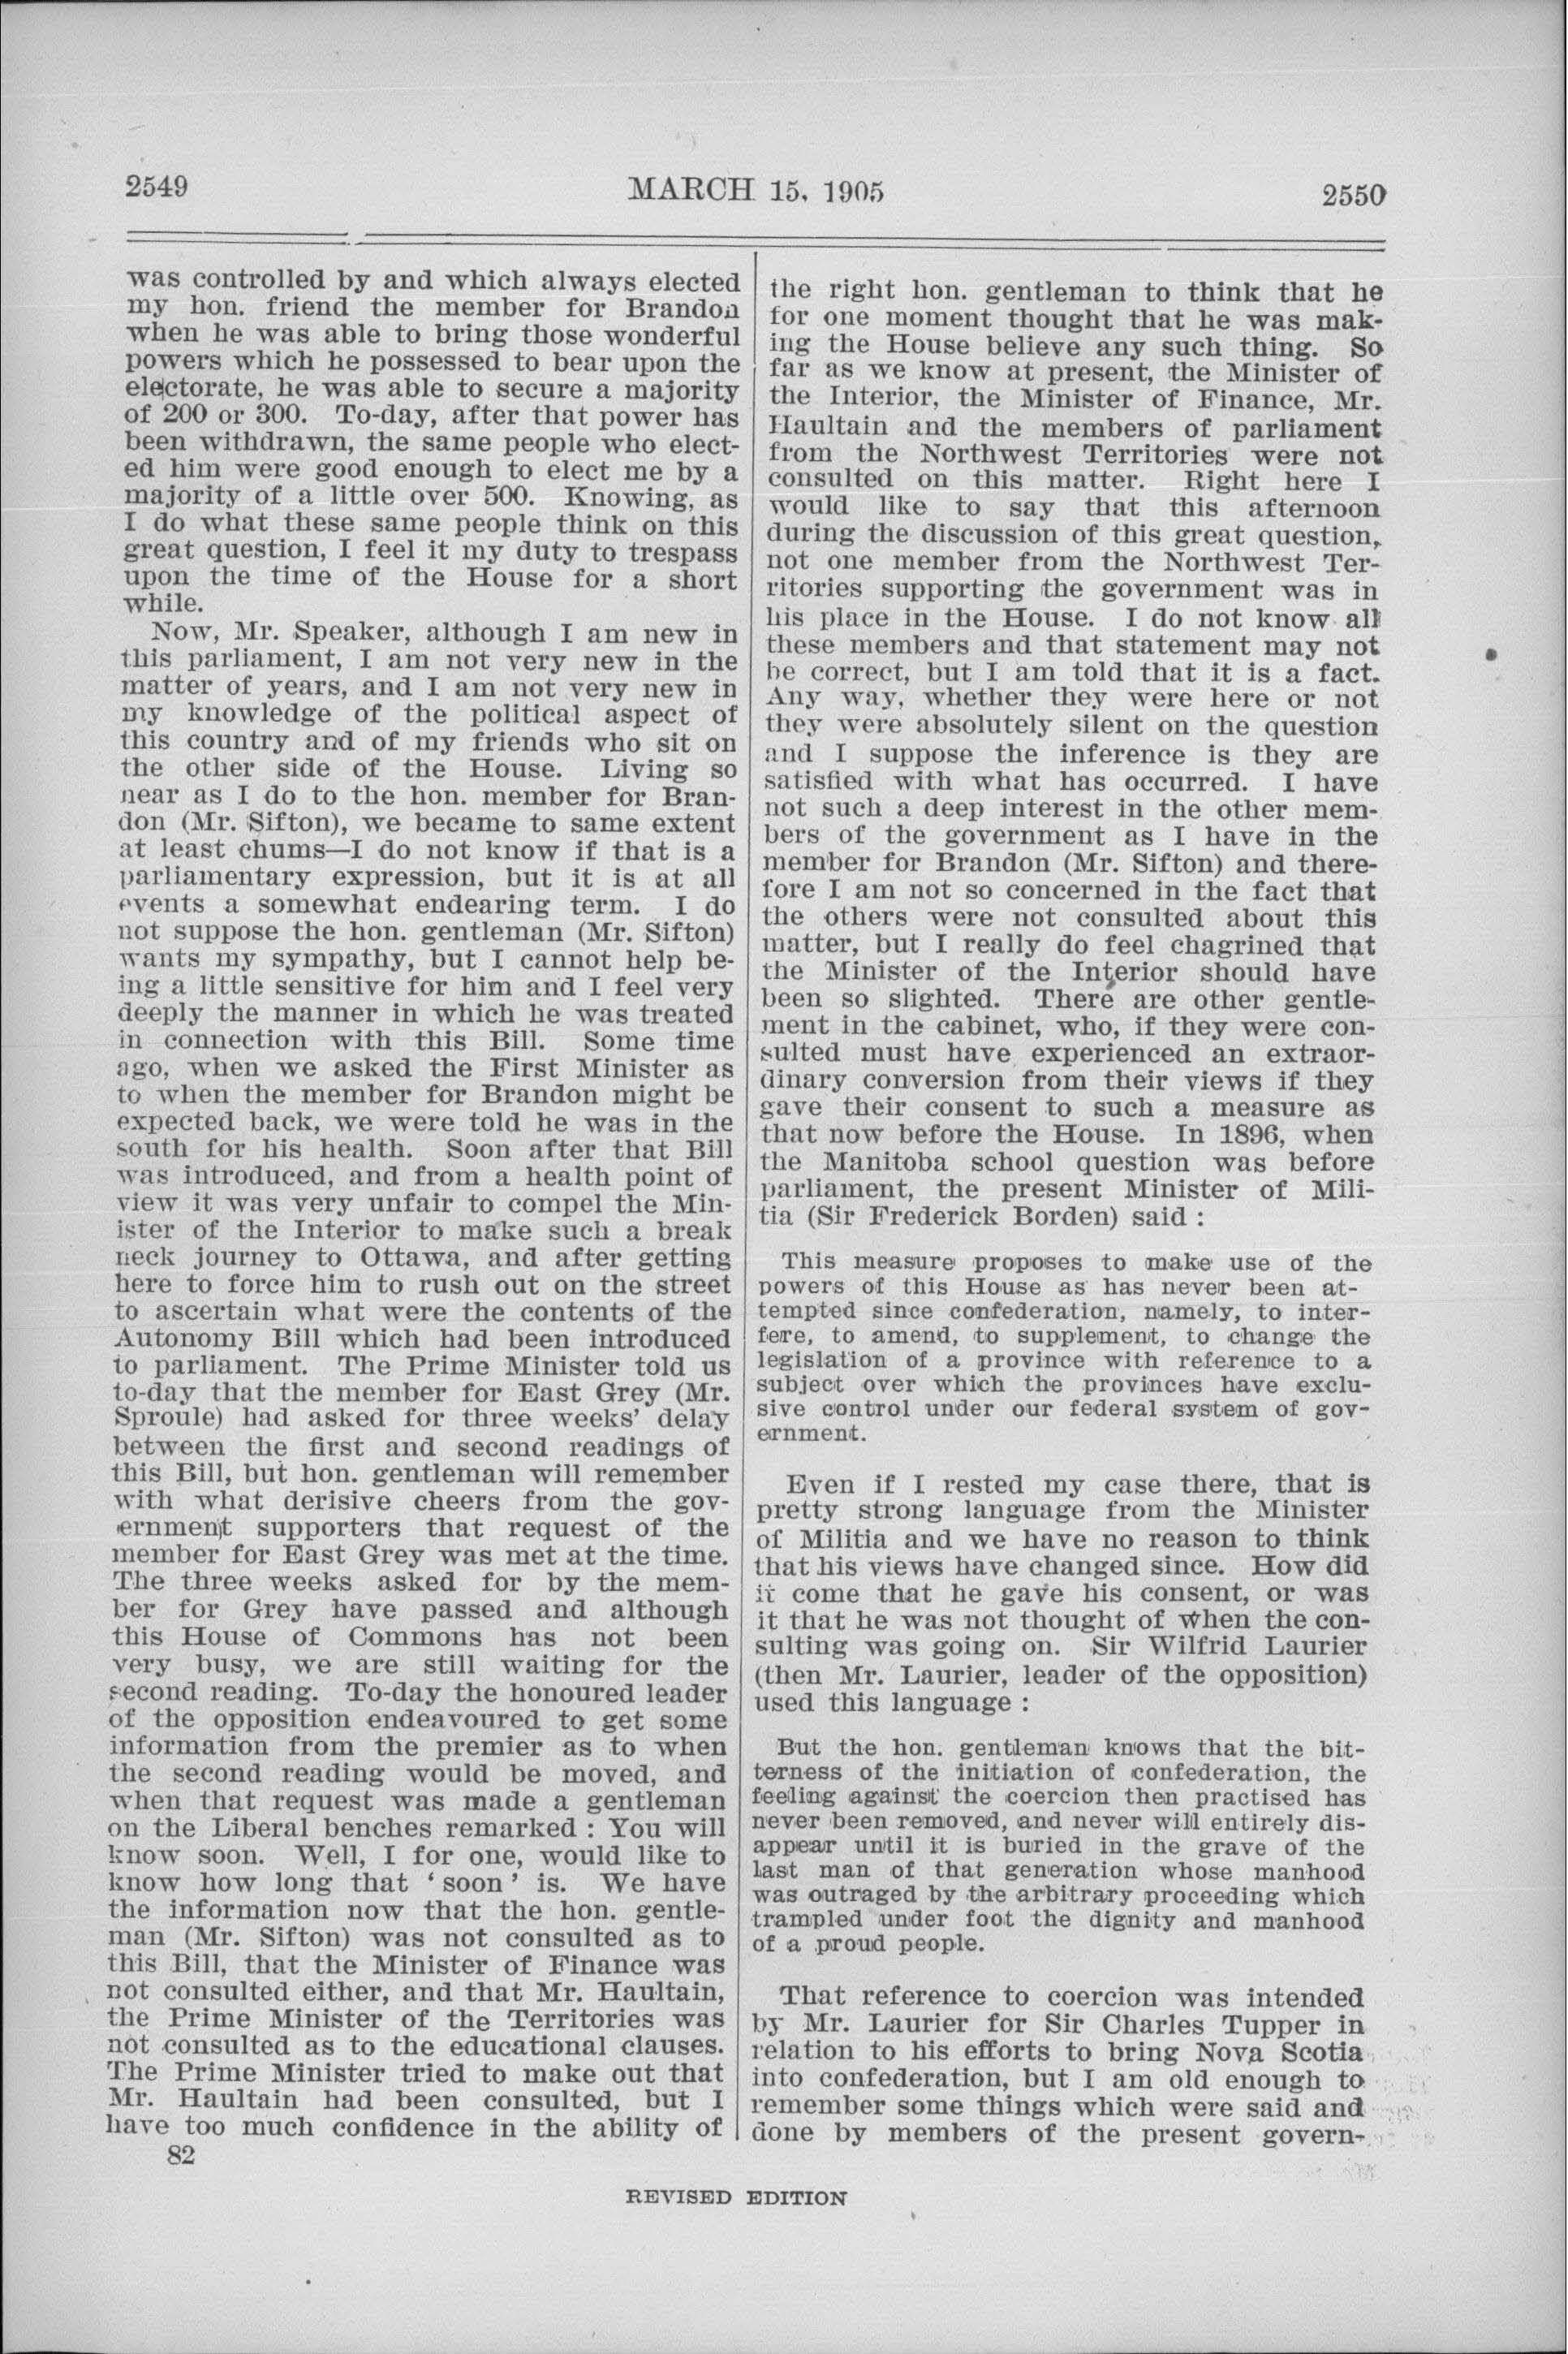 2549
MARCH 15, 1905
2550
was controlled by and which always elected
my hon. friend the member for Brandon
when he was able to bring those wonderful
powers which he possessed to bear upon the
electorate, he was able to secure a majority
of 200 or 300. To-day, after that power has
been withdrawn, the same people who elect-
ed him were good enough to elect me by a
majority of a little over 500. Knowing, as
I do what these same people think on this
great question, I feel it my duty to trespass
upon the time of the House for a short
while.
Now, Mr. Speaker, although I am new in
this parliament, I am not very new in the
matter of years, and I am not very new in
my knowledge of the political aspect of
this country and of my friends who sit on
the other side of the House. Living so
near as I do to the hon. member for Bran-
don (Mr. Sifton), we became to same extent
at least chums—I do not know if that is a
parliamentary expression, but it is at all
events a somewhat endearing term. I do
not suppose the hon. gentleman (Mr. Sifton)
wants my sympathy, but I cannot help be-
ing a little sensitive for him and I feel very
deeply the manner in which he was treated
in connection with this Bill. Some time
ago, when we asked the First Minister as
to when the member for Brandon might be
expected back, we were told he was in the
south for his health. Soon after that Bill
was introduced, and from a health point of
view it was very unfair to compel the Min-
ister of the Interior to make such a break
neck journey to Ottawa, and after getting
here to force him to rush out on the street
to ascertain what were the contents of the
Autonomy Bill which had been introduced
to parliament. The Prime Minister told us
to-day that the member for East Grey (Mr.
Sproule) had asked for three weeks' delay
between the first and second readings of
this Bill, but hon. gentleman will remember
with what derisive cheers from the gov-
ernment supporters that request of the
member for East Grey was met at the time.
The three weeks asked for by the mem-
ber for Grey have passed and although
this House of Commons has not been
very busy, we are still waiting for the
second reading. To-day the honoured leader
of the opposition endeavoured to get some
information from the premier as to when
the second reading would be moved, and
when that request was made a gentleman
on the Liberal benches remarked : You will
know soon. Well, I for one, would like to
know how long that ' soon ' is. We have
the information now that the hon. gentle-
man (Mr. Sifton) was not consulted as to
this Bill, that the Minister of Finance was
not consulted either, and that Mr. Haultain,
the Prime Minister of the Territories was
not consulted as to the educational clauses.
The Prime Minister tried to make out that
Mr. Haultain had been consulted, but I
have too much confidence in the ability of
82
the right hon. gentleman to think that he
for one moment thought that he was mak-
ing the House believe any such thing. So
far as we know at present, the Minister of
the Interior, the Minister of Finance, Mr.
Haultain and the members of parliament
from the Northwest Territories were not
consulted on this matter. Right here I
would like to say that this afternoon
during the discussion of this great question,
not one member from the Northwest Ter-
ritories supporting the government was in
his place in the House. I do not know all
these members and that statement may not
be correct, but I am told that it is a fact.
Any way, whether they were here or not
they were absolutely silent on the question
and I suppose the inference is they are
satisfied with what has occurred. I have
not such a deep interest in the other mem-
bers of the government as I have in the
member for Brandon (Mr. Sifton) and there-
fore I am not so concerned in the fact that
the others were not consulted about this
matter, but I really do feel chagrined that
the Minister of the Interior should have
been so slighted. There are other gentle-
ment in the cabinet, who, if they were con-
sulted must have experienced an extraor-
dinary conversion from their views if they
gave their consent to such a measure as
that now before the House. In 1896, when
the Manitoba school question was before
parliament, the present Minister of Mili-
tia (Sir Frederick Borden) said :
This measure proposes to make use of the
powers of this House as has never been at-
tempted since confederation, namely, to inter-
fere, to amend, to supplement, to change the
legislation of a province with reference to a
subject over which the provinces have exclu-
sive control under our federal system of gov-
ernment.
Even if I rested my case there, that is
pretty strong language from the Minister
of Militia and we have no reason to think
that his views have changed since. How did
it come that he gave his consent, or was
it that he was not thought of when the con-
sulting was going on. Sir Wilfrid Laurier
(then Mr. Laurier, leader of the opposition)
used this language :
But the hon. gentleman knows that the bit-
terness of the initiation of confederation, the
feeling against the coercion then practised has
never been removed, and never will entirely dis-
appear until it is buried in the grave of the
last man of that generation whose manhood
was outraged by the arbitrary proceeding which
trampled under foot the dignity and manhood
of a proud people.
That reference to coercion was intended
by Mr. Laurier for Sir Charles Tupper in
relation to his efforts to bring Nova Scotia
into confederation, but I am old enough to
remember some things which were said and
done by members of the present govern-
REVISED EDITION